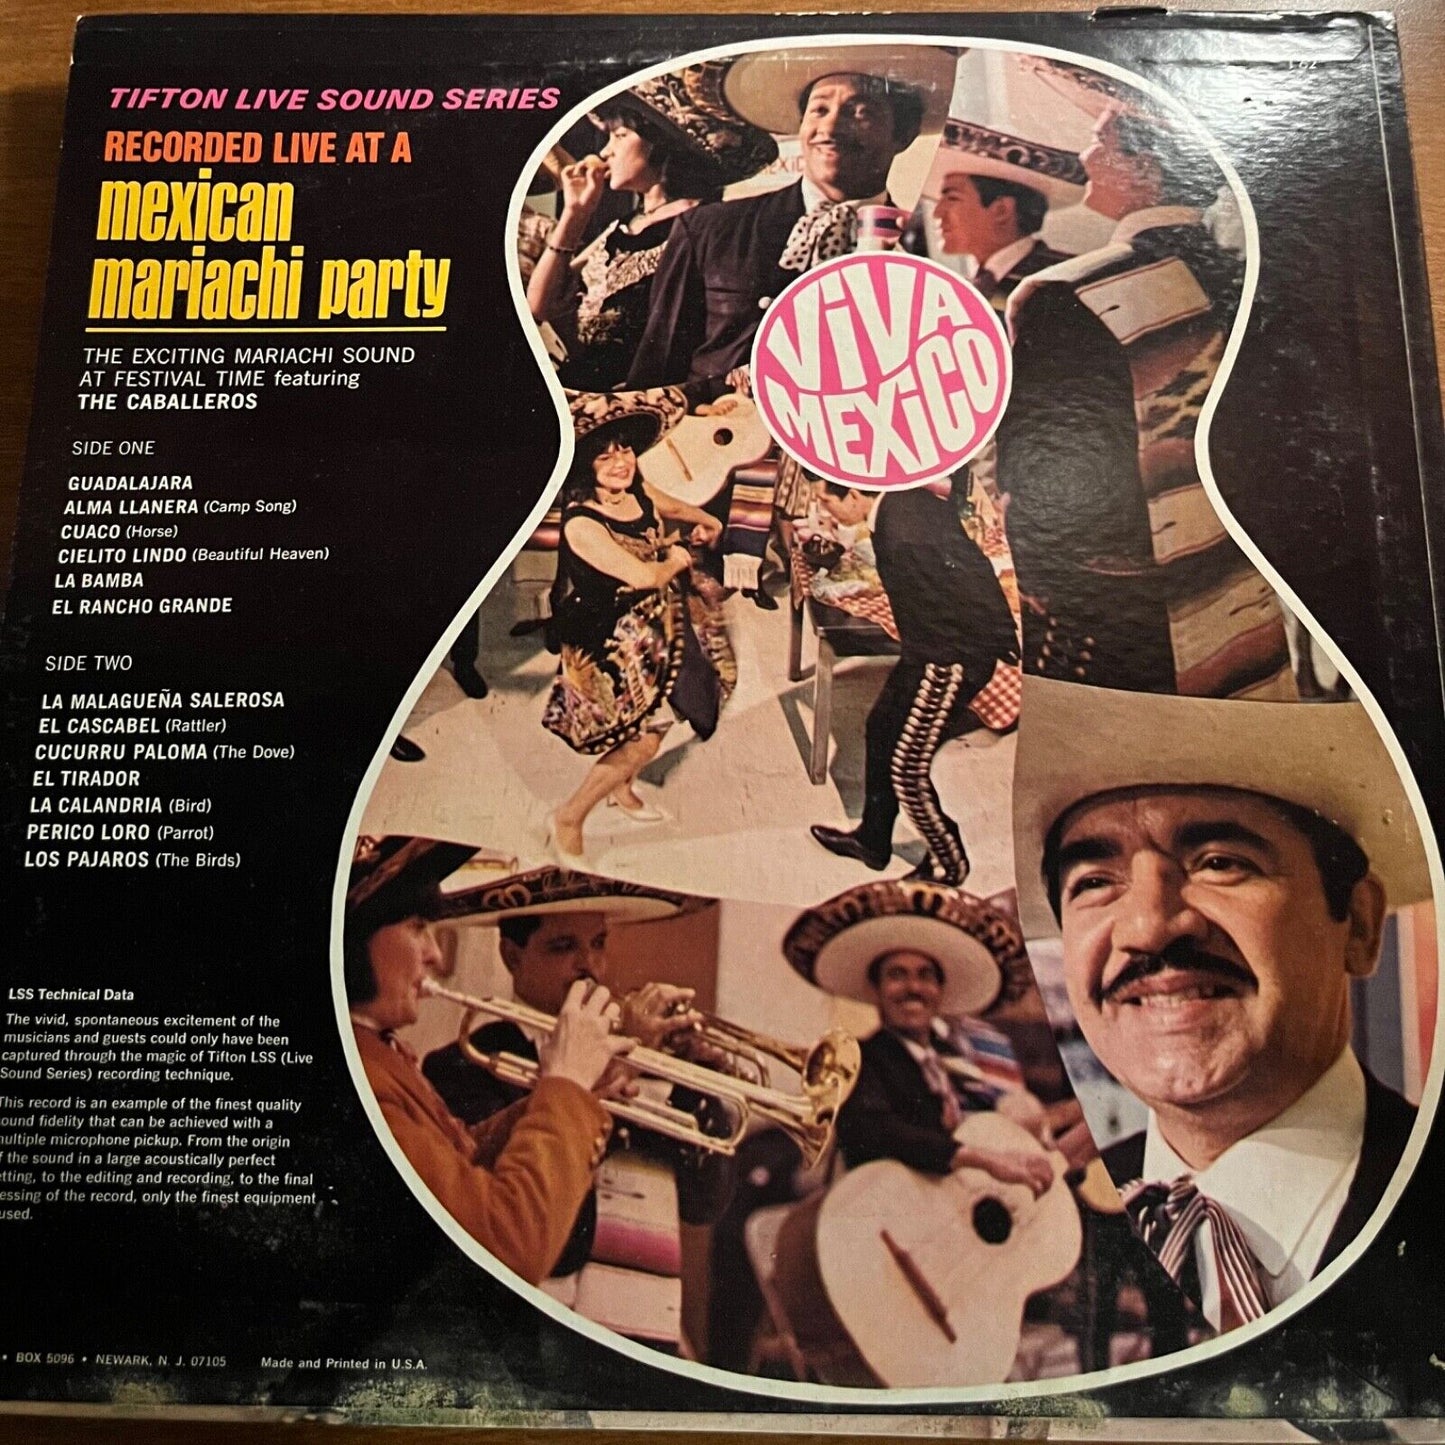 TIFTON LIVE SOUND SERIES
RECORDED LIVE AT A
mexican
mariachi party
THE EXCITING MARIACHI SOUND
AT FESTIVAL TIME featuring
THE CABALLEROS
SIDE ONE
GUADALAJARA
ALMA LLANERA (Camp Song)
CUACO (Horse)
CIELITO LINDO (Beautiful Heaven)
LA BAMBA
EL RANCHO GRANDE
SIDE TWO
LA MALAGUEÑA SALEROSA
EL CASCABEL (Rattler)
CUCURRU PALOMA (The Dove)
EL TIRADOR
LA CALANDRIA (Bird)
PERICO LORO (Parrot)
LOS PAJAROS (The Birds)
LSS Technical Data
The vivid, spontaneous excitement of the
musicians and guests could only have been
captured through the magic of Tifton LSS (Live
Sound Series) recording technique.
This record is an example of the finest quality
ound fidelity that can be achieved with a
ultiple microphone pickup. From the origin
f the sound in a large acoustically perfect
etting, to the editing and recording, to the final
essing of the record, only the finest equipment
used.
• BOX 5096 • NEWARK, N. J. 07105 Made and Printed in U.S.A.
ViVA
MEXiCO